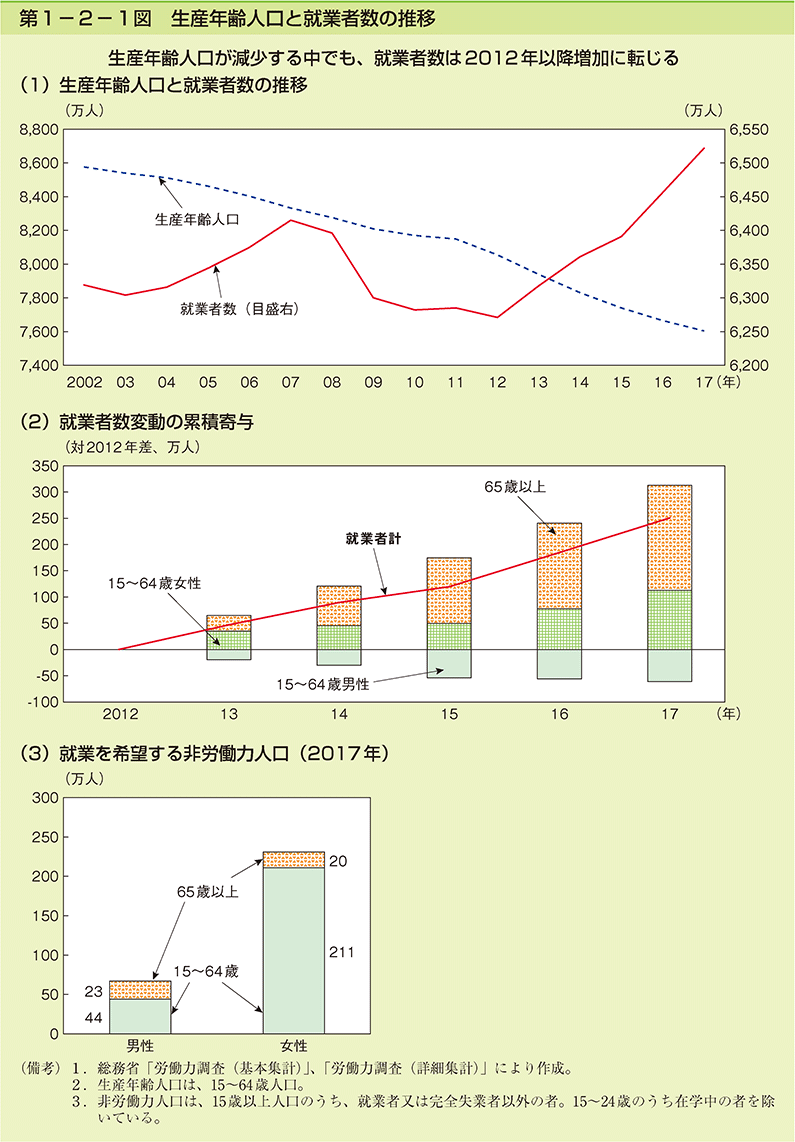 第1－2－1図　生産年齢人口と就業者数の推移
生産年齢人口が減少する中でも、就業者数は2012年以降増加に転じる
（1）生産年齢人口と就業者数の推移
（万人）
（万人）
8,800
8,600
8,400
8,200
8,000
7,800
7,600
7,400
6,550
6,500
6,450
6,400
6,350
6,300
6,250
6,200
生産年齢人口
就業者数（目盛右）
2002 03 04 05 06 07 08 09 10 11 12 13 14 15 16 17（年）
（2）就業者数変動の累積寄与
（対2012年差、万人）
350
300
250
200
150
100
50
0
-50
-100
65歳以上
就業者計
15～64歳女性
15～64歳男性
2012 13 14 15 16 17 （年）
（3）就業を希望する非労働力人口（2017年）
（万人）
300
250
200
150
100
50
0
20
65歳以上
211
15～64歳
23
44
男性 女性
（備考）1．総務省「労働力調査（基本集計）」、「労働力調査（詳細集計）」により作成。
2．生産年齢人口は、15～64歳人口。
3．非労働力人口は、15歳以上人口のうち、就業者又は完全失業者以外の者。15～24歳のうち在学中の者を除
いている。